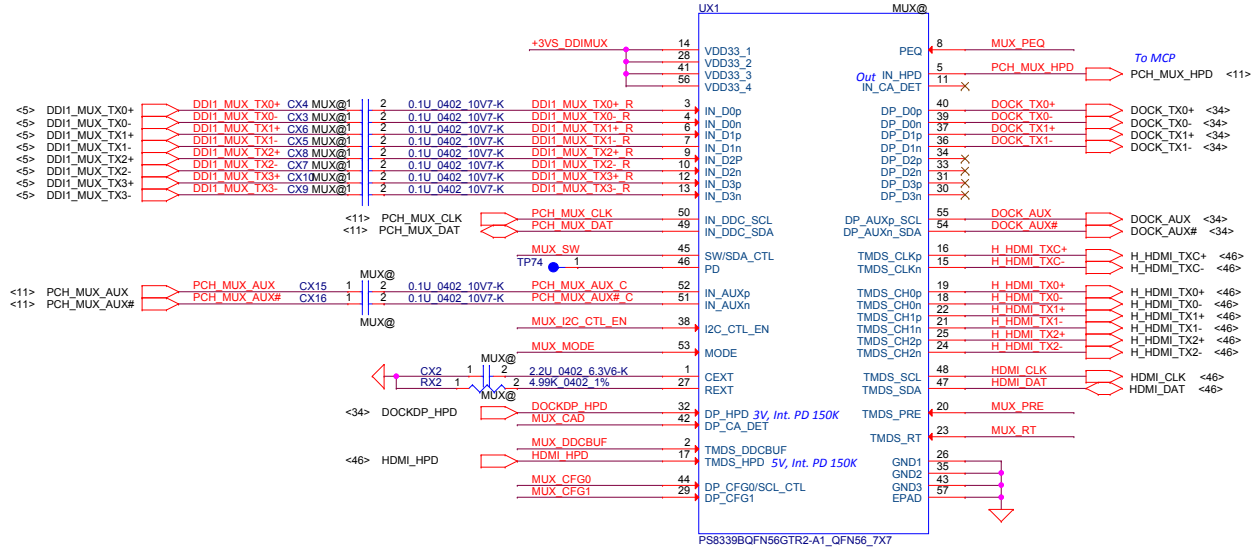 UX1 MUX@
+3VS_DDIMUX 14 VDD33_1 PEQ 8 MUX_PEQ
28 VDD33_2
41 VDD33_3 Out IN_HPD 5 PCH_MUX_HPD To MCP PCH_MUX_HPD <11>
56 VDD33_4 IN_CA_DET 11
<5> DDI1_MUX_TX0+ DDI1_MUX_TX0+ CX4 MUX@ 1 2 0.1U_0402_10V7-K DDI1_MUX_TX0+_R 3 IN_D0p DP_D0p 40 DOCK_TX0+ DOCK_TX0+ <34>
<5> DDI1_MUX_TX0- DDI1_MUX_TX0- CX3 MUX@ 1 2 0.1U_0402_10V7-K DDI1_MUX_TX0-_R 4 IN_D0n DP_D0n 39 DOCK_TX0- DOCK_TX0- <34>
<5> DDI1_MUX_TX1+ DDI1_MUX_TX1+ CX6 MUX@ 1 2 0.1U_0402_10V7-K DDI1_MUX_TX1+_R 6 IN_D1p DP_D1p 37 DOCK_TX1+ DOCK_TX1+ <34>
<5> DDI1_MUX_TX1- DDI1_MUX_TX1- CX5 MUX@ 1 2 0.1U_0402_10V7-K DDI1_MUX_TX1-_R 7 IN_D1n DP_D1n 36 DOCK_TX1- DOCK_TX1- <34>
<5> DDI1_MUX_TX2+ DDI1_MUX_TX2+ CX8 MUX@ 1 2 0.1U_0402_10V7-K DDI1_MUX_TX2+_R 9 IN_D2P DP_D2p 34
<5> DDI1_MUX_TX2- DDI1_MUX_TX2- CX7 MUX@ 1 2 0.1U_0402_10V7-K DDI1_MUX_TX2-_R 10 IN_D2n DP_D2n 33
<5> DDI1_MUX_TX3+ DDI1_MUX_TX3+ CX10 MUX@ 1 2 0.1U_0402_10V7-K DDI1_MUX_TX3+_R 12 IN_D3p DP_D3p 31
<5> DDI1_MUX_TX3- DDI1_MUX_TX3- CX9 MUX@ 1 2 0.1U_0402_10V7-K DDI1_MUX_TX3-_R 13 IN_D3n DP_D3n 30
<11> PCH_MUX_CLK PCH_MUX_CLK 50 IN_DDC_SCL DP_AUXp_SCL 55 DOCK_AUX DOCK_AUX <34>
<11> PCH_MUX_DAT PCH_MUX_DAT 49 IN_DDC_SDA DP_AUXn_SDA 54 DOCK_AUX# DOCK_AUX# <34>
MUX_SW 45 SW/SDA_CTL TMDS_CLKp 16 H_HDMI_TXC+ H_HDMI_TXC+ <46>
TP74 1 46 PD TMDS_CLKn 15 H_HDMI_TXC- H_HDMI_TXC- <46>
<11> PCH_MUX_AUX PCH_MUX_AUX CX15 1 MUX@ 2 0.1U_0402_10V7-K PCH_MUX_AUX_C 52 IN_AUXp TMDS_CH0p 19 H_HDMI_TX0+ H_HDMI_TX0+ <46>
<11> PCH_MUX_AUX# PCH_MUX_AUX# CX16 1 2 0.1U_0402_10V7-K PCH_MUX_AUX#_C 51 IN_AUXn TMDS_CH0n 18 H_HDMI_TX0- H_HDMI_TX0- <46>
MUX@ TMDS_CH1p 22 H_HDMI_TX1+ H_HDMI_TX1+ <46>
MUX_I2C_CTL_EN 38 I2C_CTL_EN TMDS_CH1n 21 H_HDMI_TX1- H_HDMI_TX1- <46>
TMDS_CH2p 25 H_HDMI_TX2+ H_HDMI_TX2+ <46>
MUX_MODE 53 MODE TMDS_CH2n 24 H_HDMI_TX2- H_HDMI_TX2- <46>
CX2 1 MUX@ 2 2.2U_0402_6.3V6-K 1 CEXT TMDS_SCL 48 HDMI_CLK HDMI_CLK <46>
RX2 1 MUX@ 2 4.99K_0402_1% 27 REXT TMDS_SDA 47 HDMI_DAT HDMI_DAT <46>
<34> DOCKDP_HPD DOCKDP_HPD 32 DP_HPD 3V, Int. PD 150K TMDS_PRE 20 MUX_PRE
MUX_CAD 42 DP_CA_DET
TMDS_RT 23 MUX_RT
MUX_DDCBUF 2 TMDS_DDCBUF
<46> HDMI_HPD HDMI_HPD 17 TMDS_HPD 5V, Int. PD 150K GND1 26
GND2 35
MUX_CFG0 44 DP_CFG0/SCL_CTL GND3 43
MUX_CFG1 29 DP_CFG1 EPAD 57
PS8339BQFN56GTR2-A1_QFN56_7X7